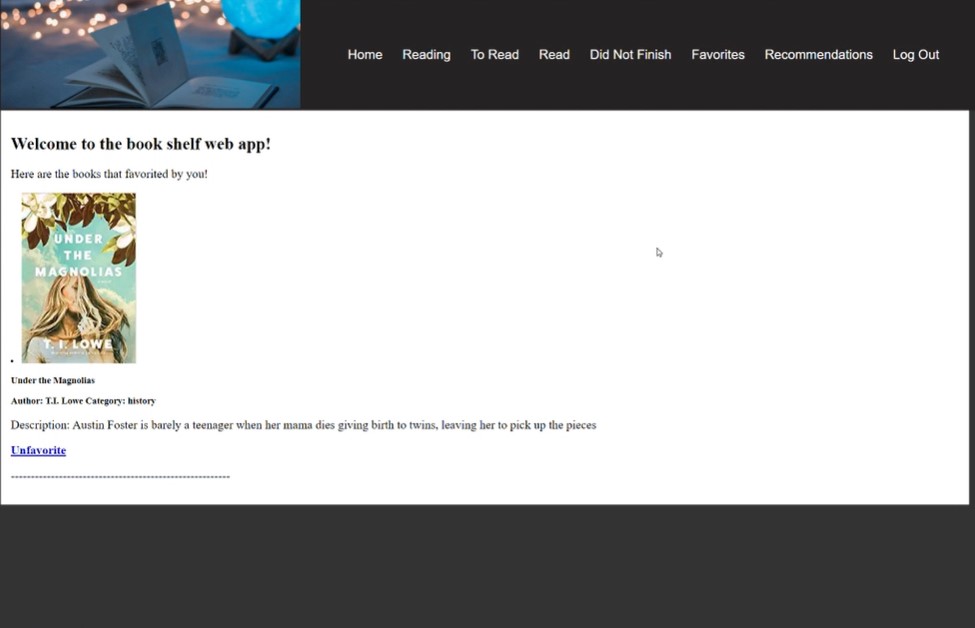 Home Reading To Read Read Did Not Finish Favorites Recommendations Log Out
Welcome to the book shelf web app!
Here are the books that favorited by you!
UNDER
THE
MAGNOLIAS
T. I. LOWE
Under the Magnolias
Author: T.I. Lowe Category: history
Description: Austin Foster is barely a teenager when her mama dies giving birth to twins, leaving her to pick up the pieces
Unfavorite
-------------------------------------------------------